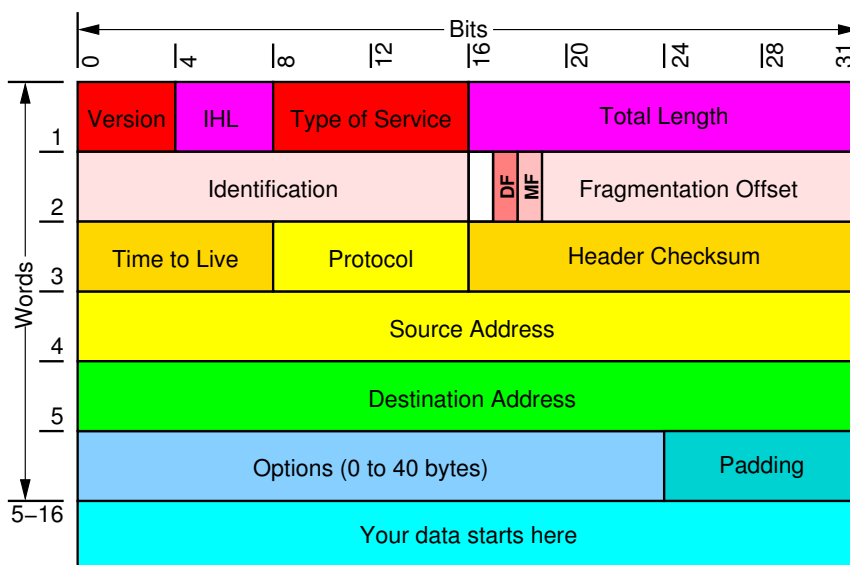 Bits
0 4 8 12 16 20 24 28 31
Words
Version IHL Type of Service Total Length
1
Identification DF MF Fragmentation Offset
2
Time to Live Protocol Header Checksum
3
Source Address
4
Destination Address
5
Options (0 to 40 bytes) Padding
5−16
Your data starts here